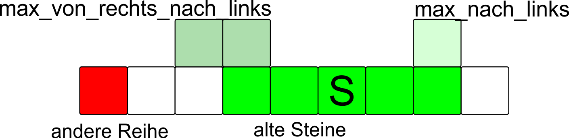 max_von_rechts_nach_links
max_nach_links
S
andere Reihe
alte Steine